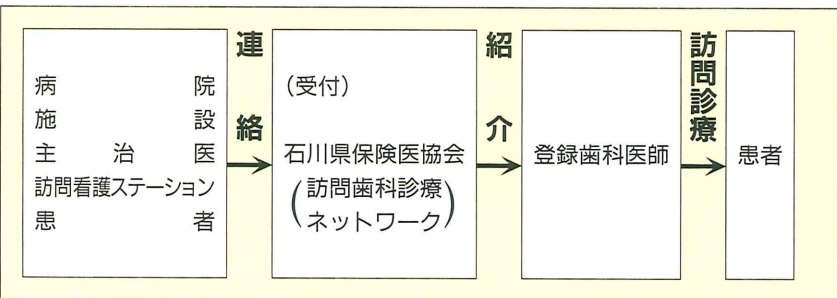 病院
施設
主治医
訪問看護ステーション
患者
連絡
(受付)
石川県保険医協会
(訪問歯科診療
ネットワーク)
紹介
登録歯科医師
訪問診療
患者